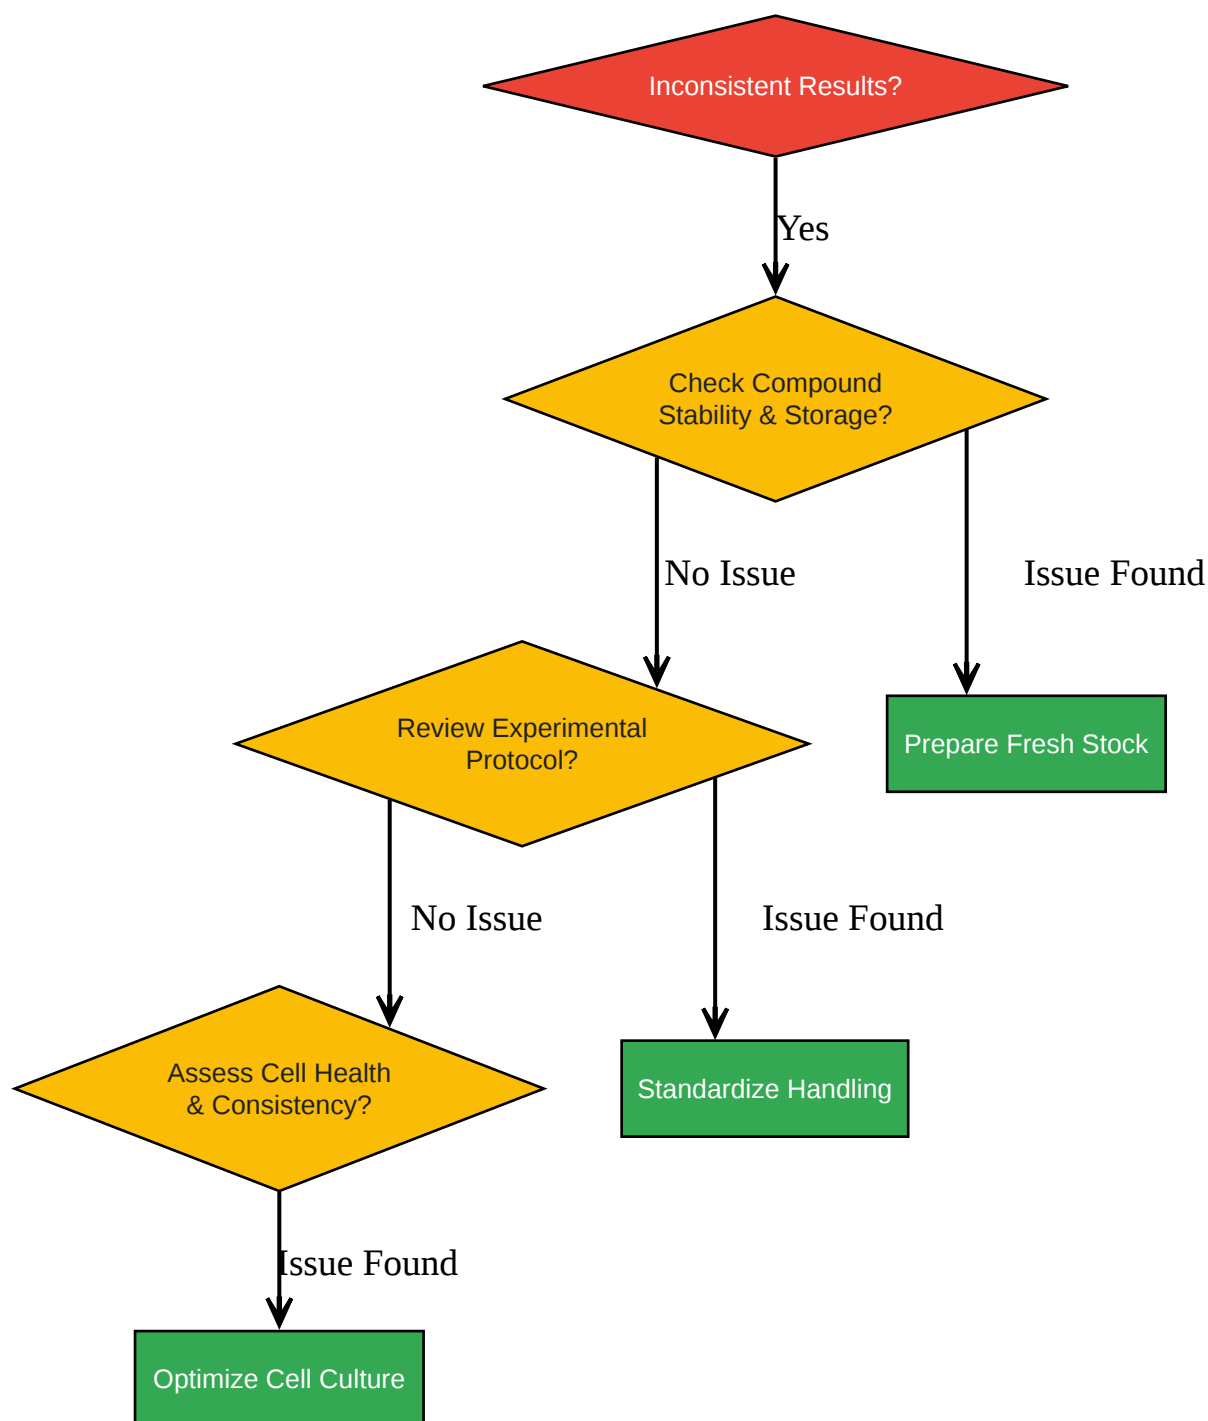 Inconsistent Results?
Yes
Check Compound
Stability & Storage?
No Issue
Issue Found
Review Experimental
Protocol?
Prepare Fresh Stock
No Issue
Issue Found
Assess Cell Health
& Consistency?
Standardize Handling
Issue Found
Optimize Cell Culture